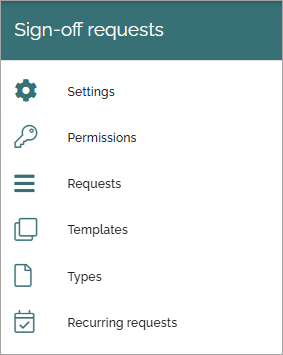 Sign-off requests
Settings
Permissions
Requests
Templates
Types
Recurring requests